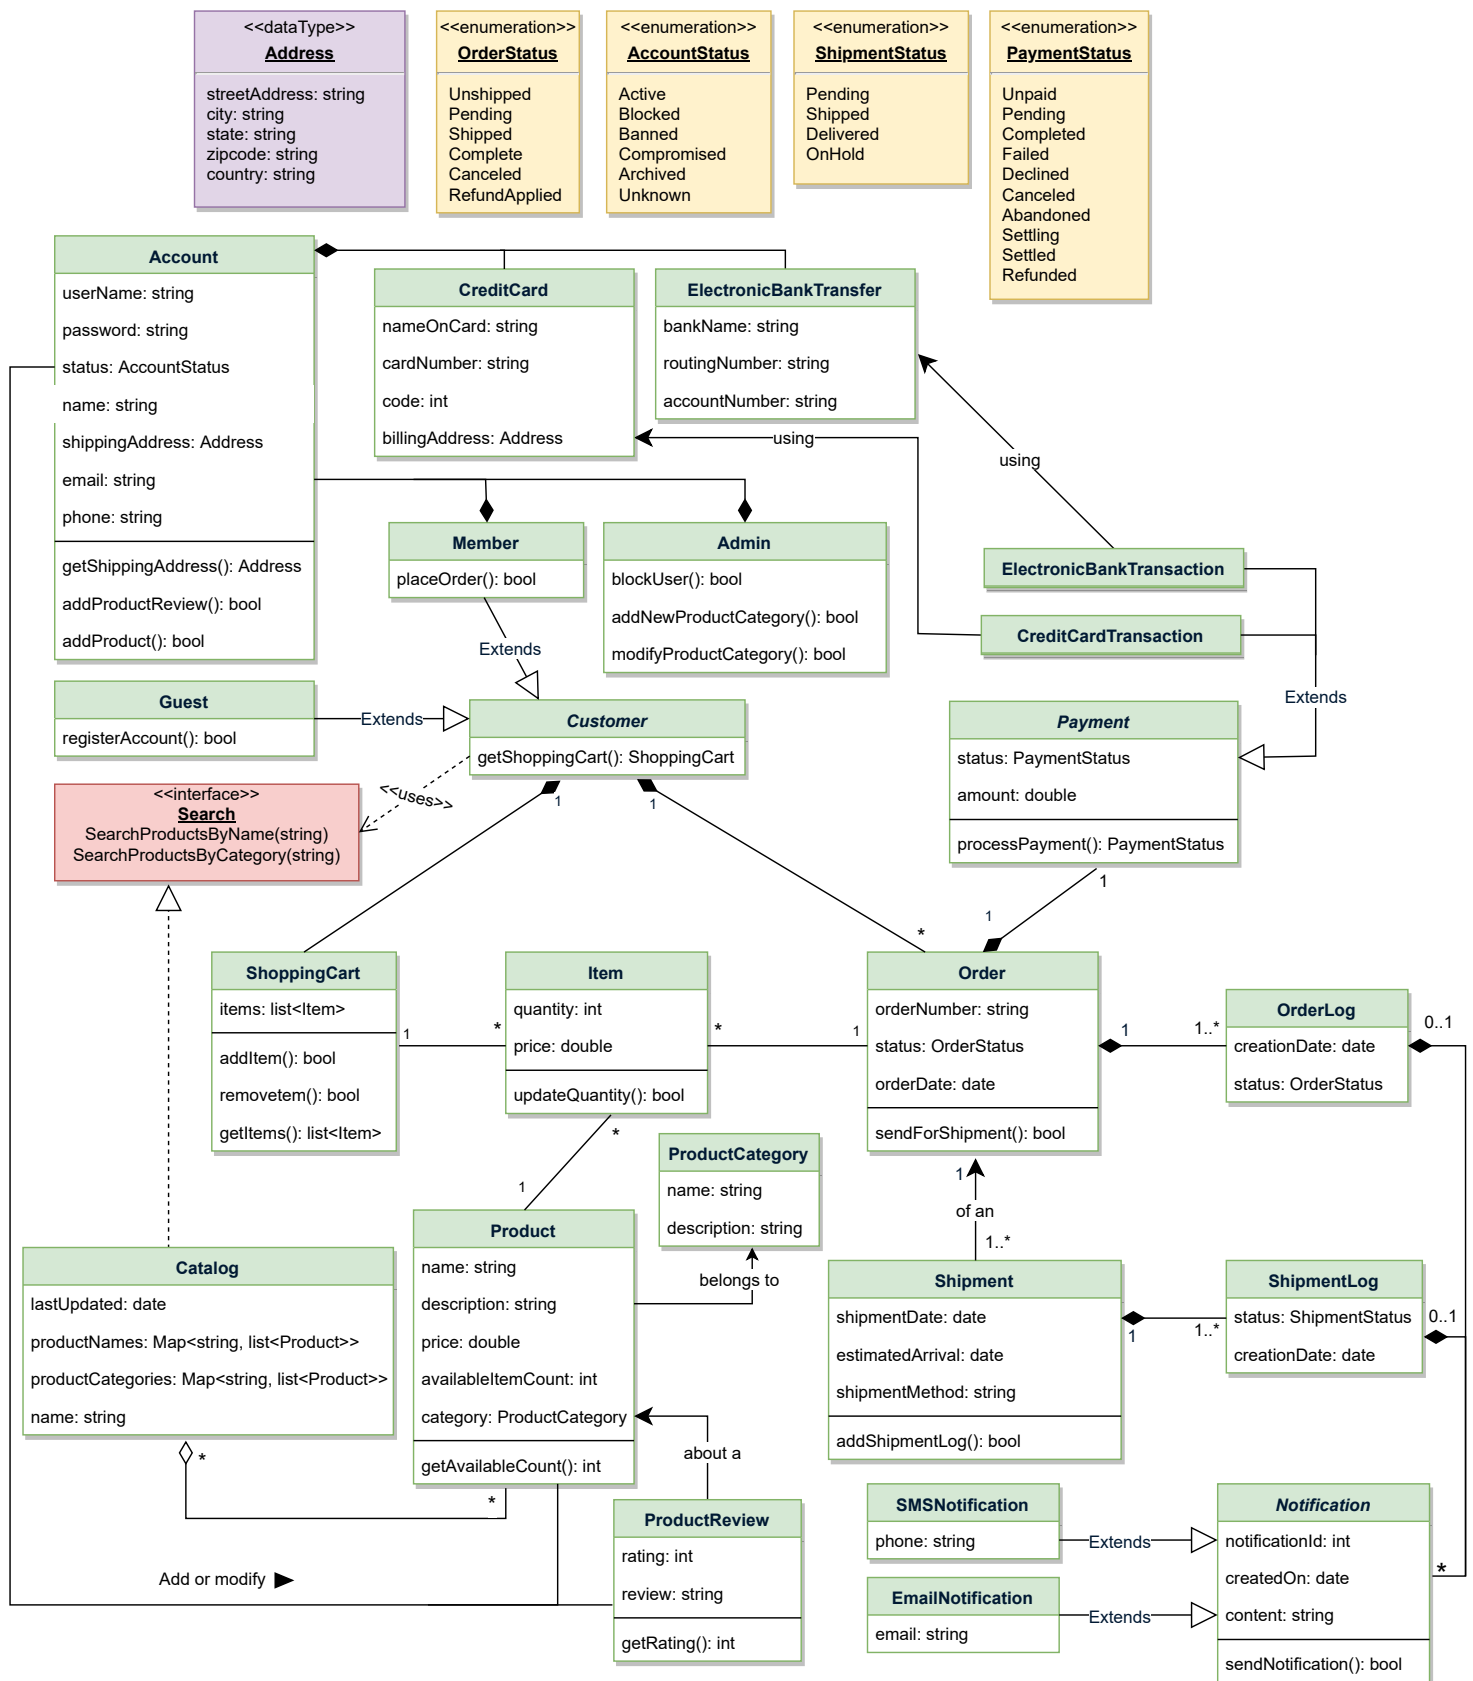 <<dataType>>
Address
streetAddress: string
city: string
state: string
zipcode: string
country: string
<<enumeration>>
OrderStatus
Unshipped
Pending
Shipped
Complete
Canceled
RefundApplied
<<enumeration>>
AccountStatus
Active
Blocked
Banned
Compromised
Archived
Unknown
<<enumeration>>
ShipmentStatus
Pending
Shipped
Delivered
OnHold
<<enumeration>>
PaymentStatus
Unpaid
Pending
Completed
Failed
Declined
Canceled
Abandoned
Settling
Settled
Refunded
Account
userName: string
password: string
status: AccountStatus
name: string
shippingAddress: Address
email: string
phone: string
getShippingAddress(): Address
addProductReview(): bool
addProduct(): bool
CreditCard
nameOnCard: string
cardNumber: string
code: int
billingAddress: Address
ElectronicBankTransfer
bankName: string
routingNumber: string
accountNumber: string
using
using
Member
placeOrder(): bool
Admin
blockUser(): bool
addNewProductCategory(): bool
modifyProductCategory(): bool
ElectronicBankTransaction
CreditCardTransaction
Extends
Extends
Guest
registerAccount(): bool
Extends
Customer
getShoppingCart(): ShoppingCart
Payment
status: PaymentStatus
amount: double
processPayment(): PaymentStatus
<<interface>>
Search
SearchProductsByName(string)
SearchProductsByCategory(string)
<<uses>>
1
1
1
1
*
ShoppingCart
items: list<Item>
addItem(): bool
removetem(): bool
getItems(): list<Item>
1
*
Item
quantity: int
price: double
updateQuantity(): bool
*
1
Order
orderNumber: string
status: OrderStatus
orderDate: date
sendForShipment(): bool
1
1..*
OrderLog
creationDate: date
status: OrderStatus
0..1
*
1
ProductCategory
name: string
description: string
belongs to
1
of an
1..*
Catalog
lastUpdated: date
productNames: Map<string, list<Product>>
productCategories: Map<string, list<Product>>
name: string
*
*
Product
name: string
description: string
price: double
availableItemCount: int
category: ProductCategory
getAvailableCount(): int
about a
Shipment
shipmentDate: date
estimatedArrival: date
shipmentMethod: string
addShipmentLog(): bool
1
1..*
ShipmentLog
status: ShipmentStatus
creationDate: date
0..1
Add or modify
ProductReview
rating: int
review: string
getRating(): int
SMSNotification
phone: string
Extends
EmailNotification
email: string
Extends
Notification
notificationId: int
createdOn: date
content: string
sendNotification(): bool
*